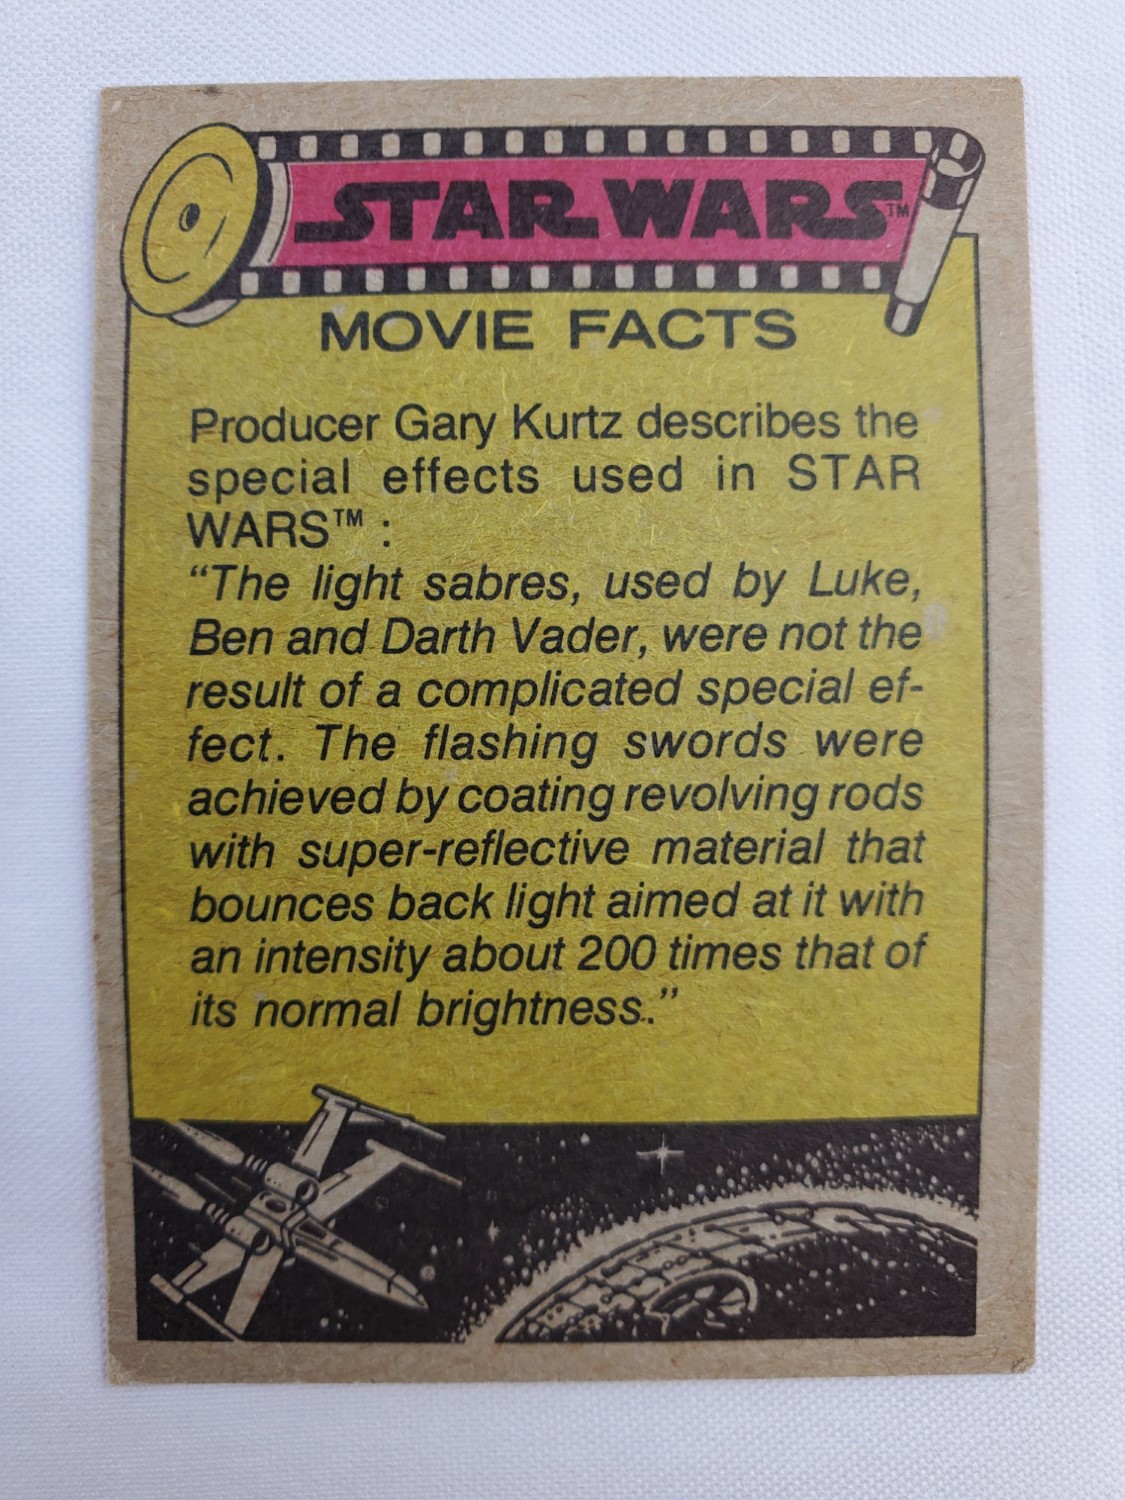 STAR WARS™
MOVIE FACTS
Producer Gary Kurtz describes the
special effects used in STAR
WARS™ :
“The light sabres, used by Luke,
Ben and Darth Vader, were not the
result of a complicated special ef-
fect. The flashing swords were
achieved by coating revolving rods
with super-reflective material that
bounces back light aimed at it with
an intensity about 200 times that of
its normal brightness.”